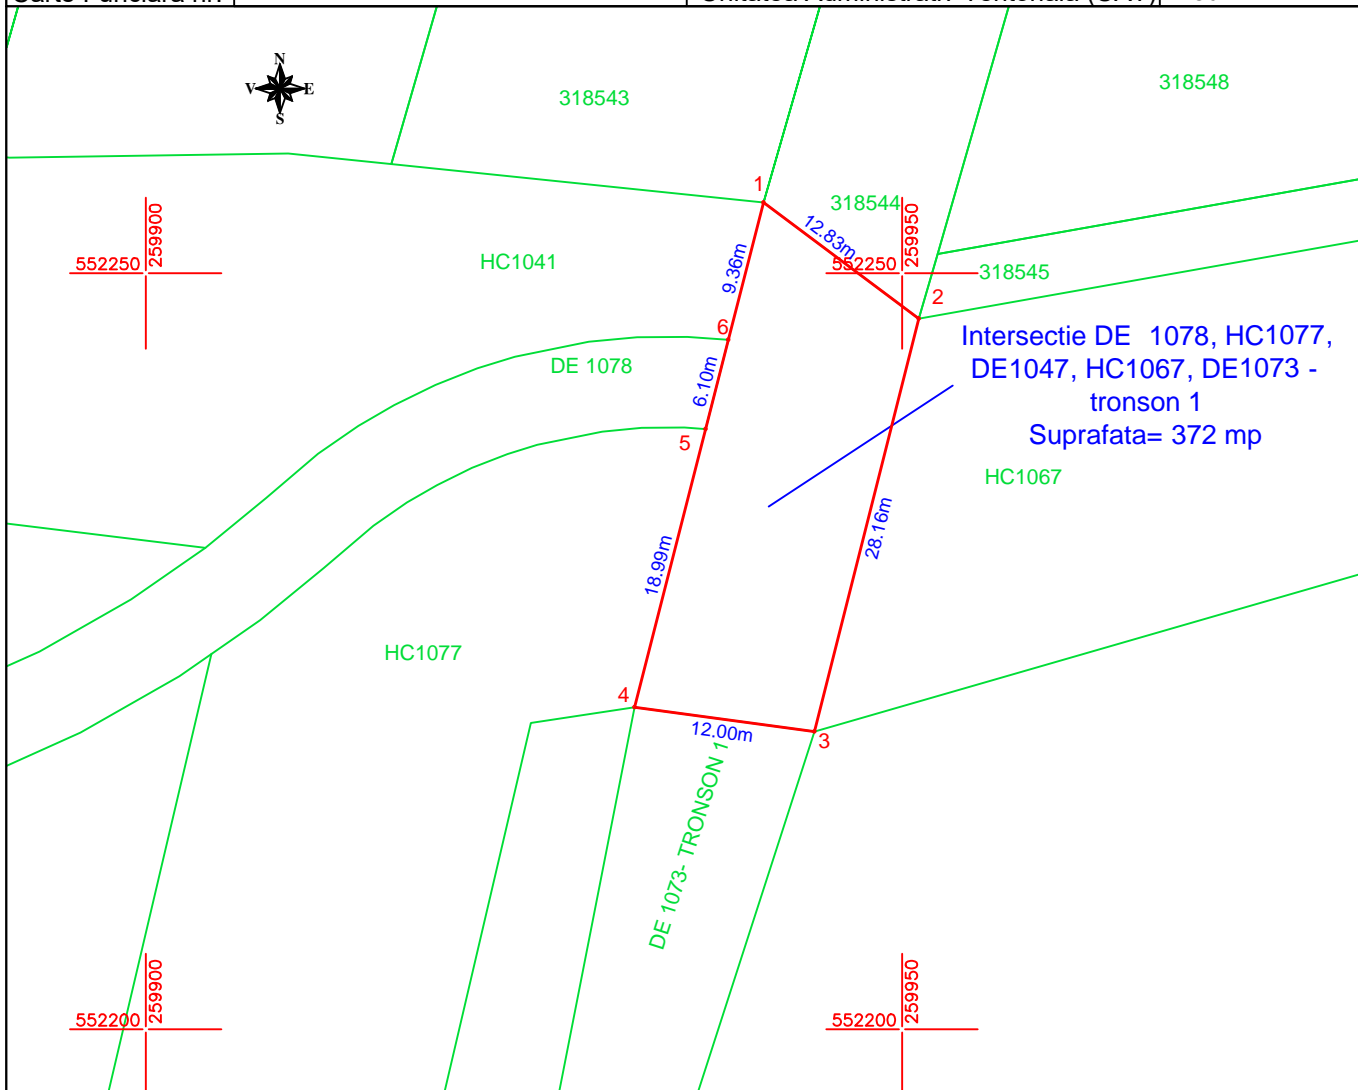 N
V E
S
318543
318548
1
318544
12.83m
259900
552250
HC1041
9.36m
259950
552250
318545
2
6
DE 1078
6.10m
5
Intersectie DE 1078, HC1077,
DE1047, HC1067, DE1073 -
tronson 1
Suprafata= 372 mp
HC1067
28.16m
18.99m
HC1077
4
12.00m
3
DE 1073- TRONSON 1
259900
552200
259950
552200